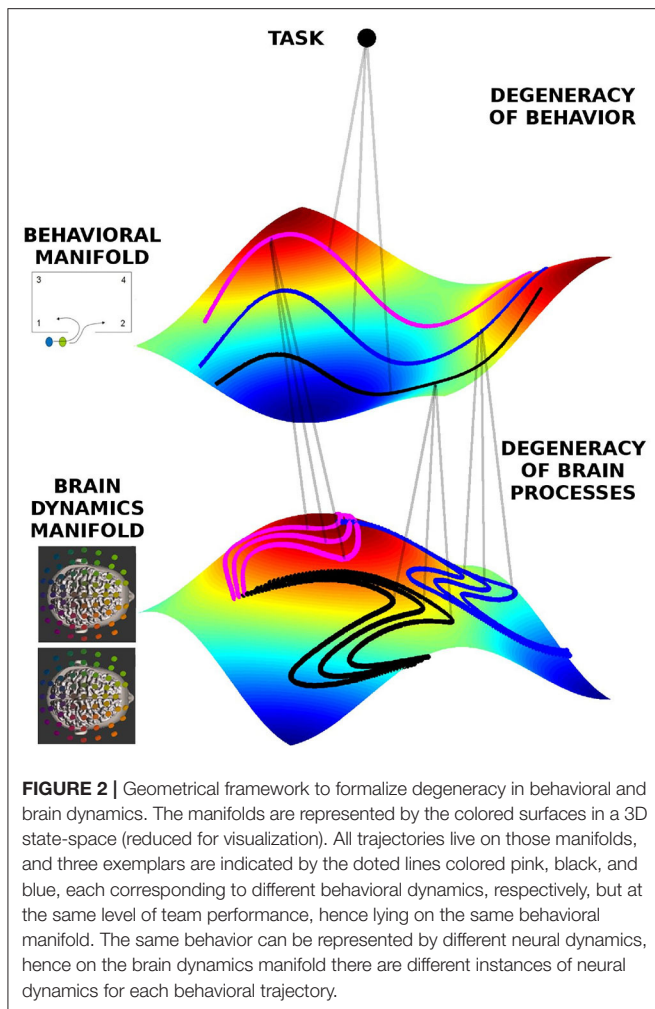 TASK
DEGENERACY
OF BEHAVIOR
BEHAVIORAL
MANIFOLD
3 4
1 2
DEGENERACY
OF BRAIN
PROCESSES
BRAIN
DYNAMICS
MANIFOLD
FIGURE 2 | Geometrical framework to formalize degeneracy in behavioral and
brain dynamics. The manifolds are represented by the colored surfaces in a 3D
state-space (reduced for visualization). All trajectories live on those manifolds,
and three exemplars are indicated by the doted lines colored pink, black, and
blue, each corresponding to different behavioral dynamics, respectively, but at
the same level of team performance, hence lying on the same behavioral
manifold. The same behavior can be represented by different neural dynamics,
hence on the brain dynamics manifold there are different instances of neural
dynamics for each behavioral trajectory.